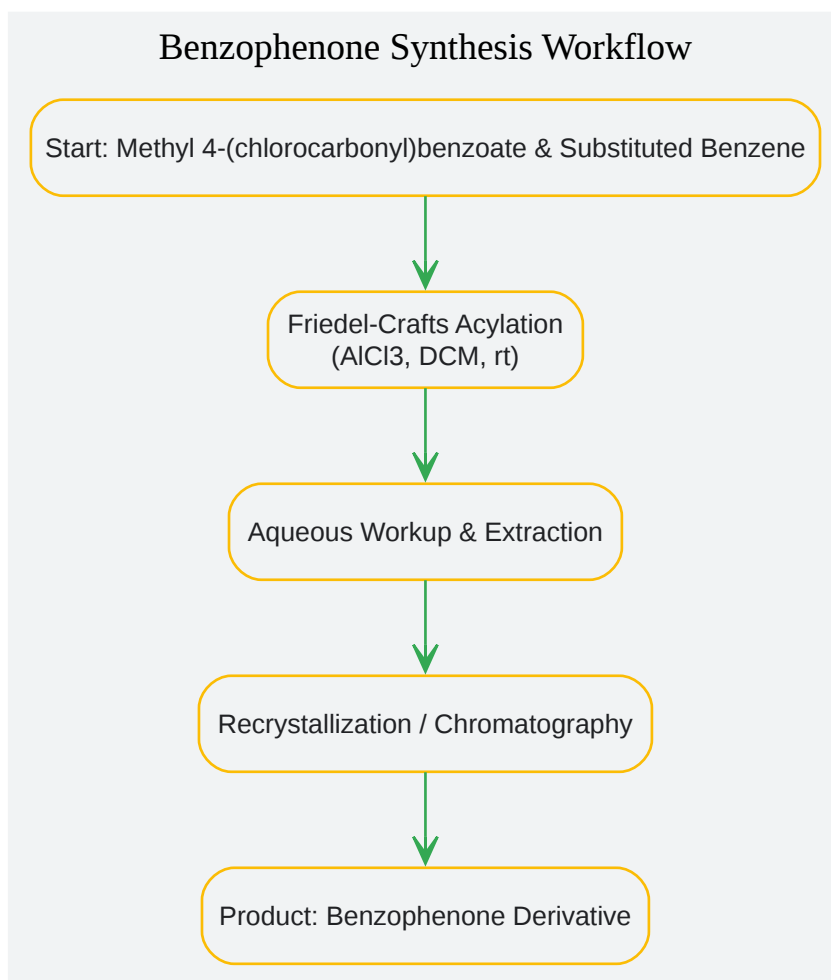 Benzophenone Synthesis Workflow
Start: Methyl 4-(chlorocarbonyl)benzoate & Substituted Benzene
Friedel-Crafts Acylation
(AlCl3, DCM, rt)
Aqueous Workup & Extraction
Recrystallization / Chromatography
Product: Benzophenone Derivative